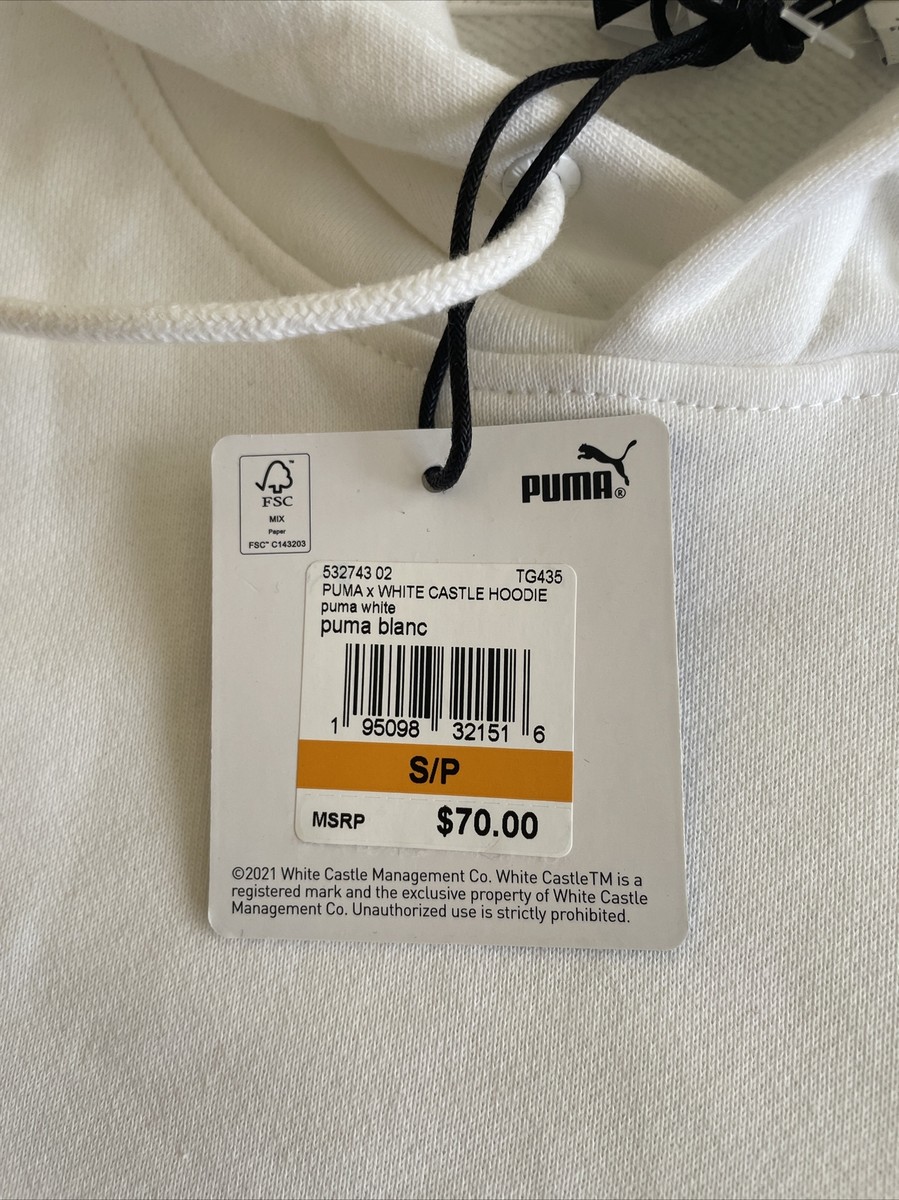 FSC™
MIX
Paper
FSC™ C143203
PUMA®
532743 02 TG435
PUMA x WHITE CASTLE HOODIE
puma white
puma blanc
1 95098 32151 6
S/P
MSRP $70.00
©2021 White Castle Management Co. White CastleTM is a
registered mark and the exclusive property of White Castle
Management Co. Unauthorized use is strictly prohibited.